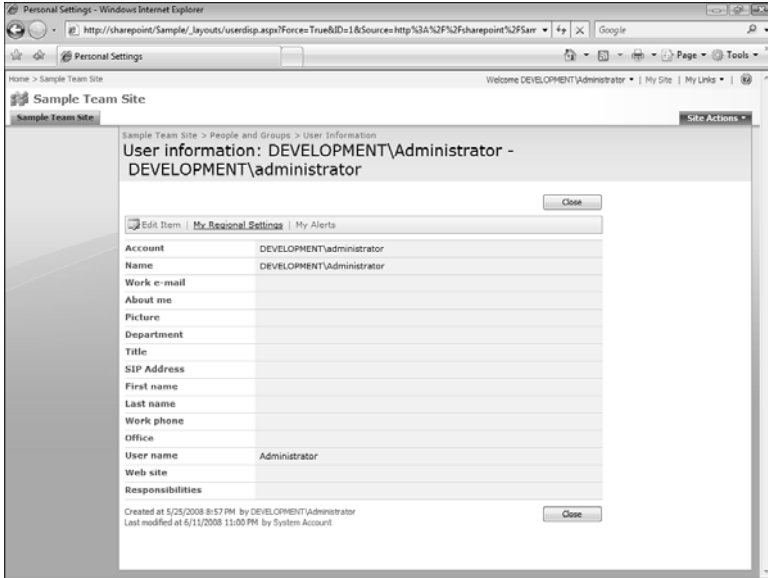 Personal Settings - Windows Internet Explorer
http://sharepoint/Sample/_layouts/userdisp.aspx?Force=True&ID=1&Source=http%3A%2F%2Fsharepoint%2FSam
Google
Personal Settings
Page
Tools
Home > Sample Team Site
Welcome DEVELOPMENT\Administrator | My Site | My Links |
Sample Team Site
Sample Team Site
Site Actions
Sample Team Site > People and Groups > User Information
User information: DEVELOPMENT\Administrator -
DEVELOPMENT\administrator
Close
Edit Item | My Regional Settings | My Alerts
Account DEVELOPMENT\administrator
Name DEVELOPMENT\Administrator
Work e-mail
About me
Picture
Department
Title
SIP Address
First name
Last name
Work phone
Office
User name Administrator
Web site
Responsibilities
Created at 5/25/2008 8:57 PM by DEVELOPMENT\Administrator
Last modified at 6/11/2008 11:00 PM by System Account
Close